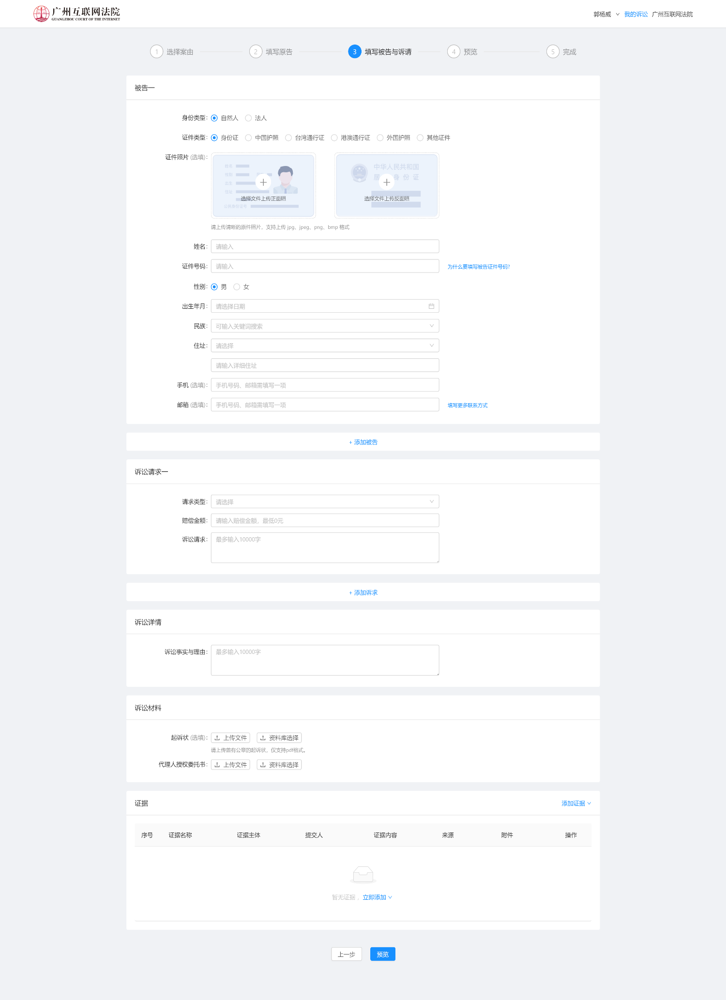 广州互联网法院
GUANGZHOU COURT OF THE INTERNET
郭杨威 我的诉讼 广州互联网法院
1 选择案由 2 填写原告 3 填写被告与诉请 4 预览 5 完成
被告一
身份类型: 自然人 法人
证件类型: 身份证 中国护照 台湾通行证 港澳通行证 外国护照 其他证件
证件照片 (选填):
姓名
性别
出生
住址
选择文件上传正面照
公民身份证号
中华人民共和国
居 身 份 证
选择文件上传反面照
请上传清晰的原件照片，支持上传 jpg、jpeg、png、bmp 格式
姓名: 请输入
证件号码: 请输入 为什么要填写被告证件号码?
性别: 男 女
出生年月: 请选择日期
民族: 可输入关键词搜索
住址: 请选择
请输入详细住址
手机 (选填): 手机号码、邮箱需填写一项
邮箱 (选填): 手机号码、邮箱需填写一项 填写更多联系方式
+ 添加被告
诉讼请求一
请求类型: 请选择
赔偿金额: 请输入赔偿金额，最低0元
诉讼请求: 最多输入10000字
+ 添加诉求
诉讼详情
诉讼事实与理由: 最多输入10000字
诉讼材料
起诉状 (选填): 上传文件 资料库选择
请上传盖有公章的起诉状，仅支持pdf格式。
代理人授权委托书: 上传文件 资料库选择
证据 添加证据
序号 证据名称 证据主体 提交人 证据内容 来源 附件 操作
暂无证据， 立即添加
上一步 预览